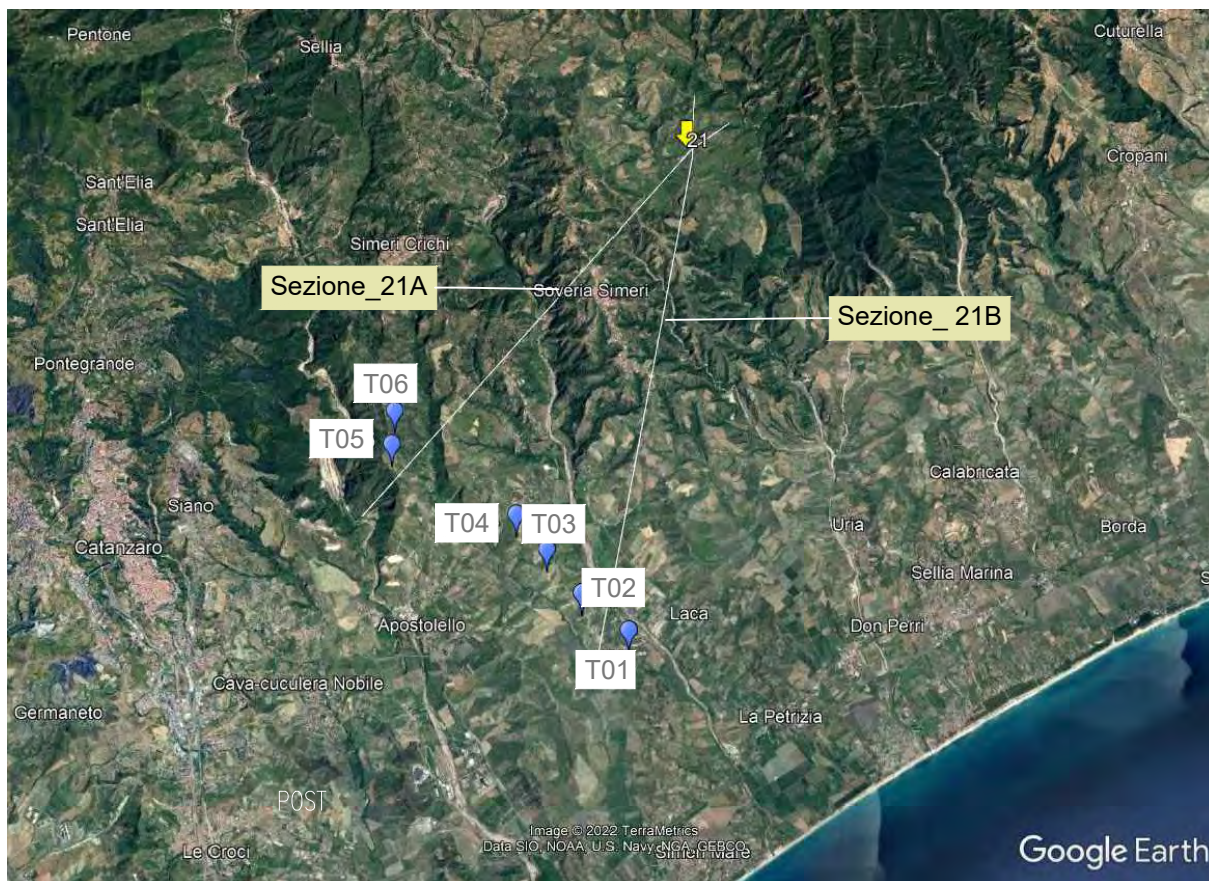 Pentone
Sellia
Cuturella
21
Cropani
Sant'Elia
Sant'Elia
Simeri Crichi
Sezione_21A
Soveria Simeri
Sezione_ 21B
Pontegrande
T06
T05
Calabricata
Siano
T04
T03
Uria
Borda
Catanzaro
Sellia Marina
S
T02
Laca
Apostolello
Don Perri
T01
Cava-cuculera Nobile
Germaneto
La Petrizia
POST
Image © 2022 TerraMetrics
Data SIO, NOAA, U.S. Navy, NGA, GEBCO
Le Croci
Simeri Mare
Google Earth